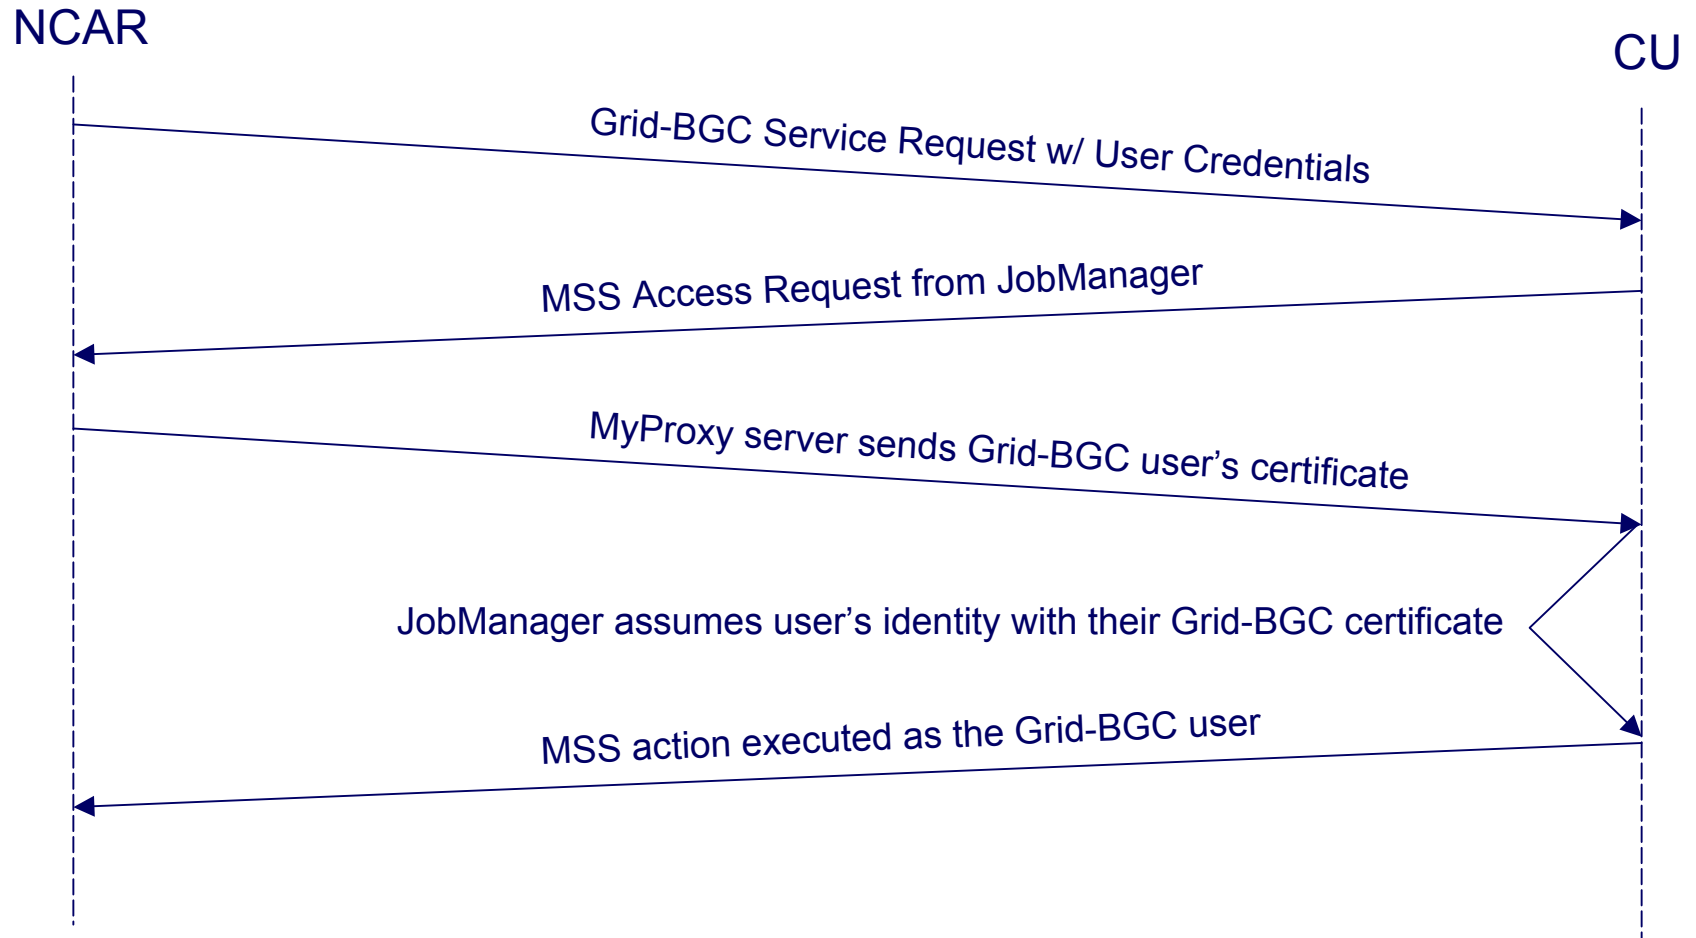 NCAR
CU
Grid-BGC Service Request w/ User Credentials
MSS Access Request from JobManager
MyProxy server sends Grid-BGC user’s certificate
JobManager assumes user’s identity with their Grid-BGC certificate
MSS action executed as the Grid-BGC user